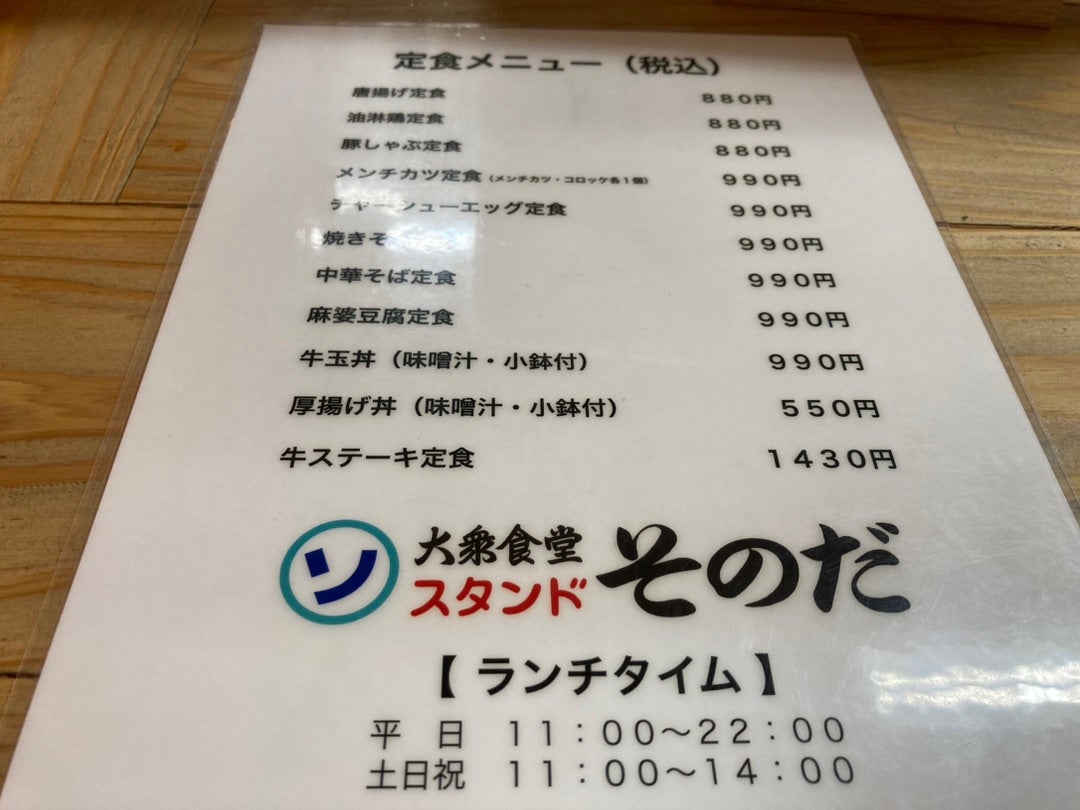 定食メニュー（税込）
唐揚げ定食 880円
油淋鶏定食 880円
豚しゃぶ定食 880円
メンチカツ定食（メンチカツ・コロッケ各1個） 990円
チャーシューエッグ定食 990円
焼きそ 990円
中華そば定食 990円
麻婆豆腐定食 990円
牛玉丼（味噌汁・小鉢付） 990円
厚揚げ丼（味噌汁・小鉢付） 550円
牛ステーキ定食 1430円
ソ 大衆食堂 スタンド そのだ
【ランチタイム】
平 日 11：00～22：00
土日祝 11：00～14：00